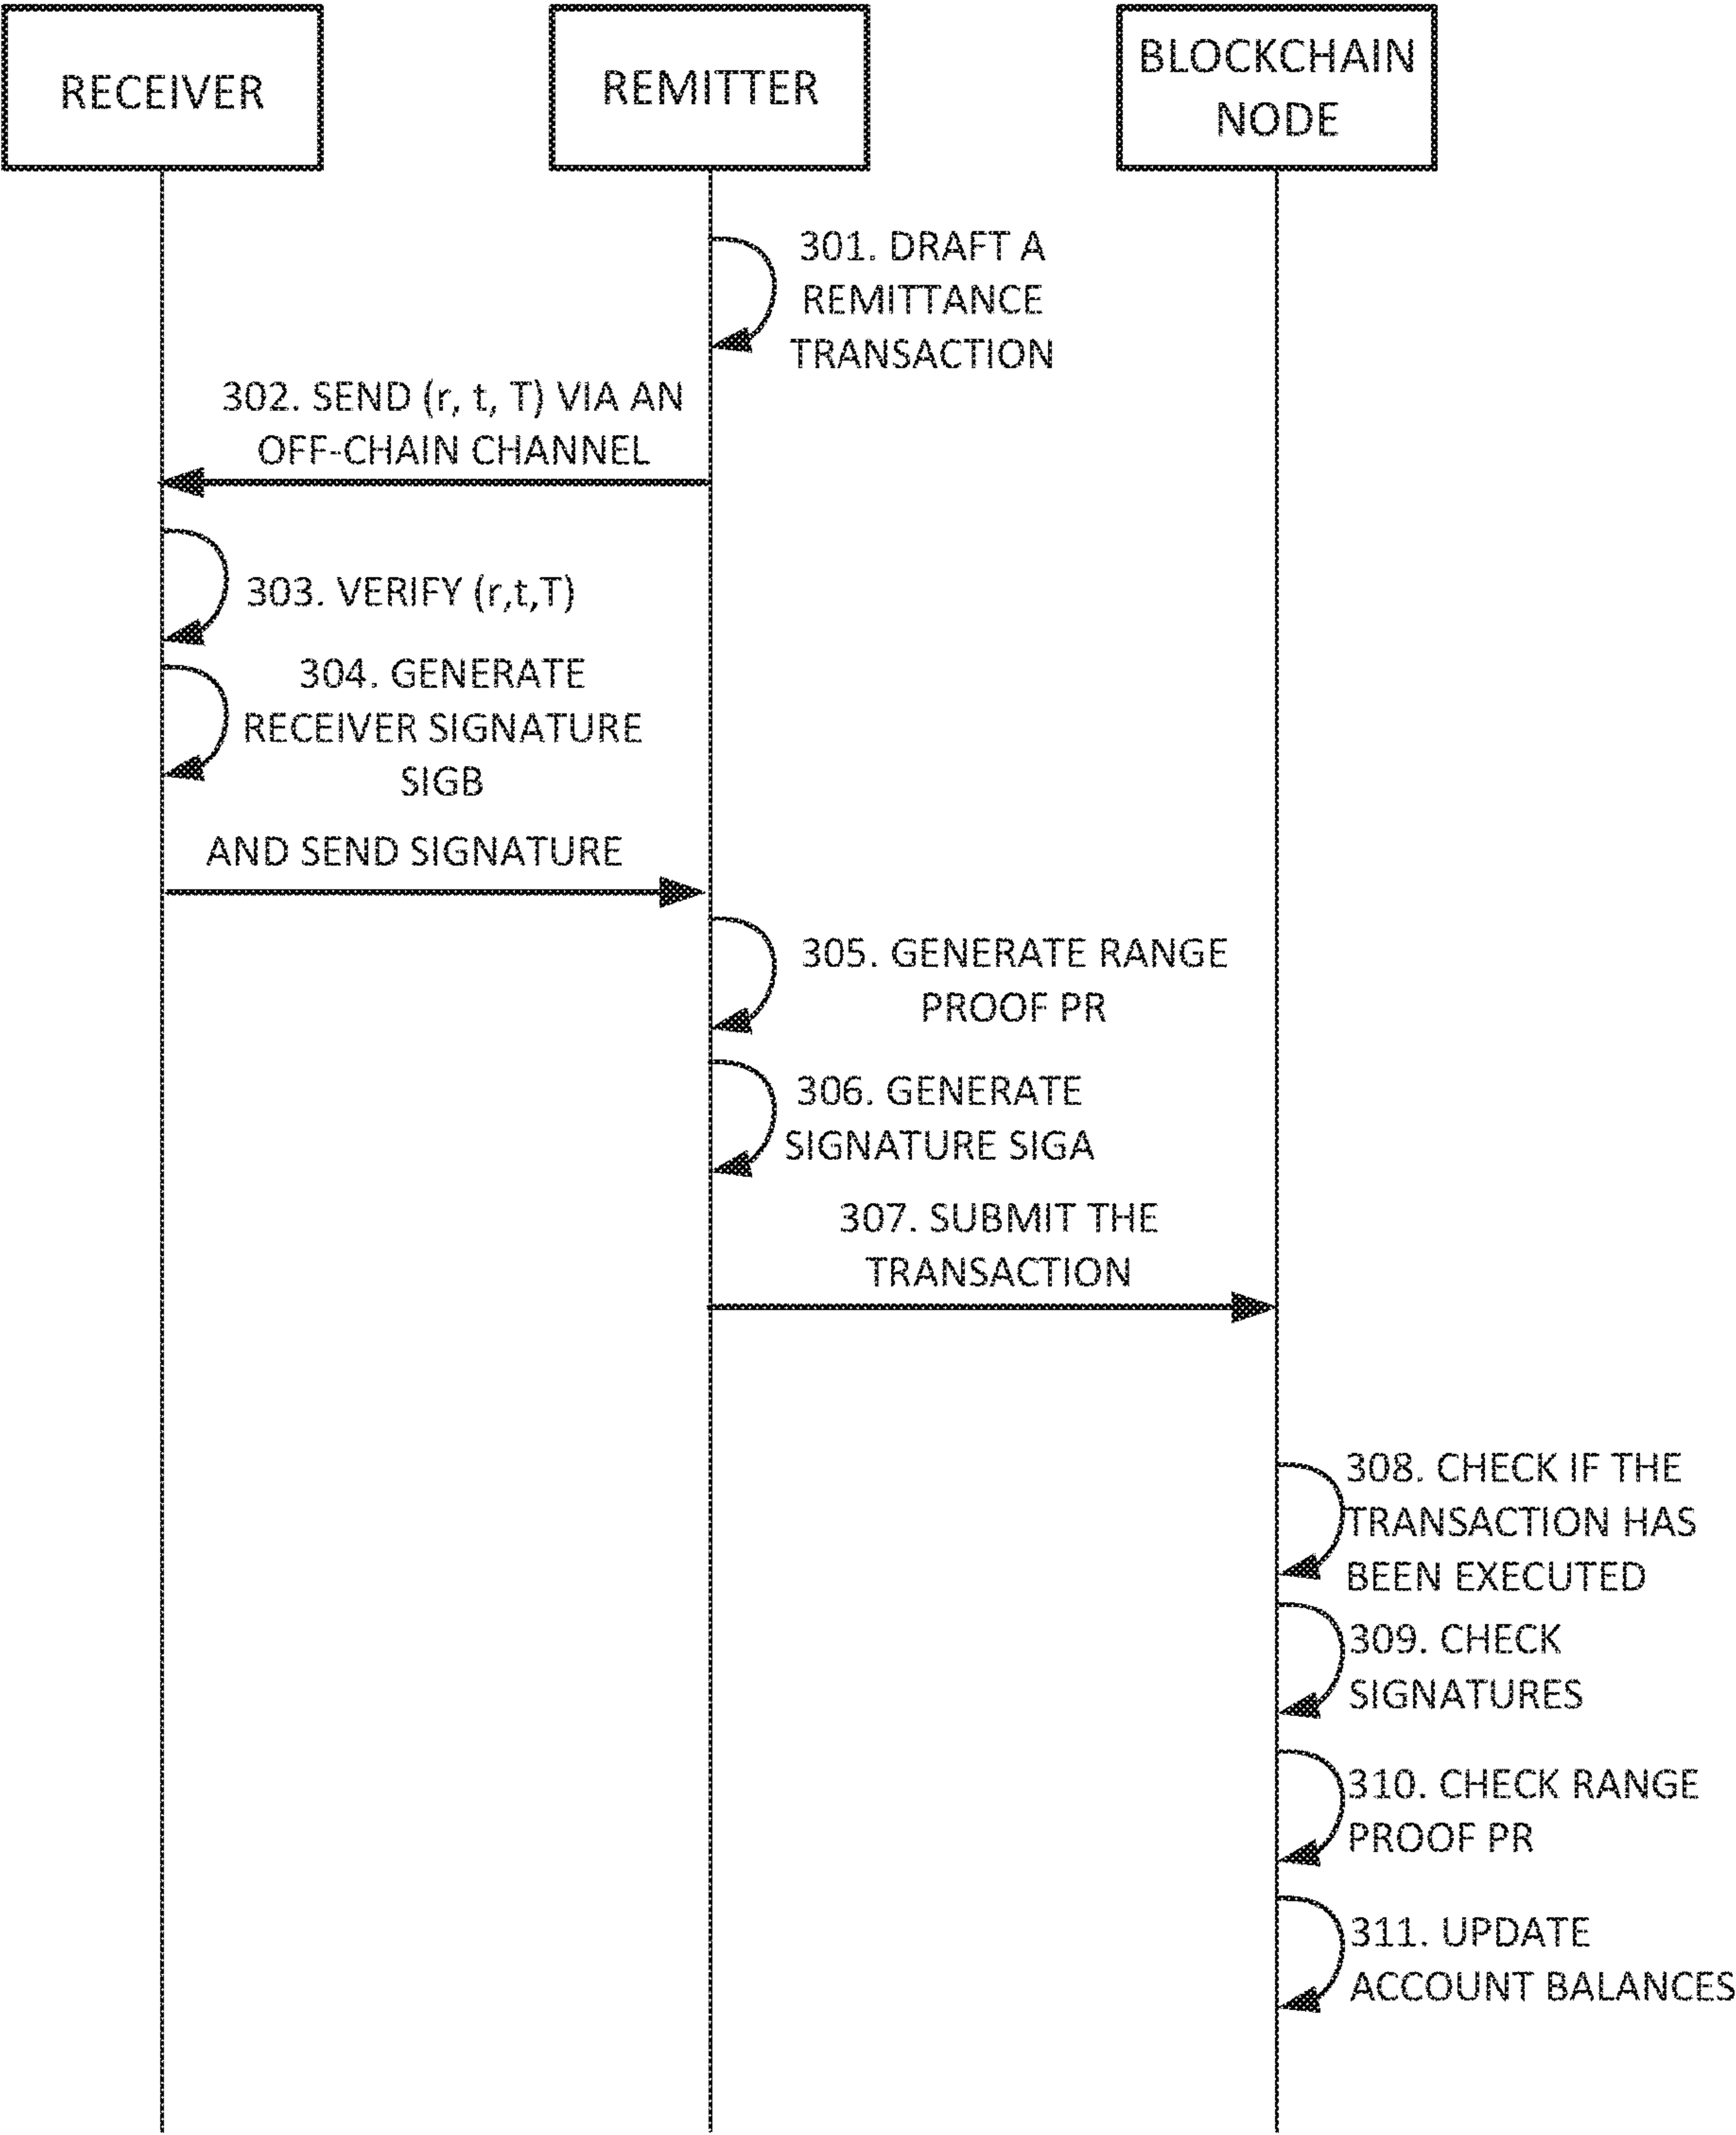 RECEIVER
REMITTER
BLOCKCHAIN
NODE
301. DRAFT A
REMITTANCE
TRANSACTION
302. SEND (r, t, T) VIA AN
OFF-CHAIN CHANNEL
303. VERIFY (r,t,T)
304. GENERATE
RECEIVER SIGNATURE
SIGB
AND SEND SIGNATURE
305. GENERATE RANGE
PROOF PR
306. GENERATE
SIGNATURE SIGA
307. SUBMIT THE
TRANSACTION
308. CHECK IF THE
TRANSACTION HAS
BEEN EXECUTED
309. CHECK
SIGNATURES
310. CHECK RANGE
PROOF PR
311. UPDATE
ACCOUNT BALANCES